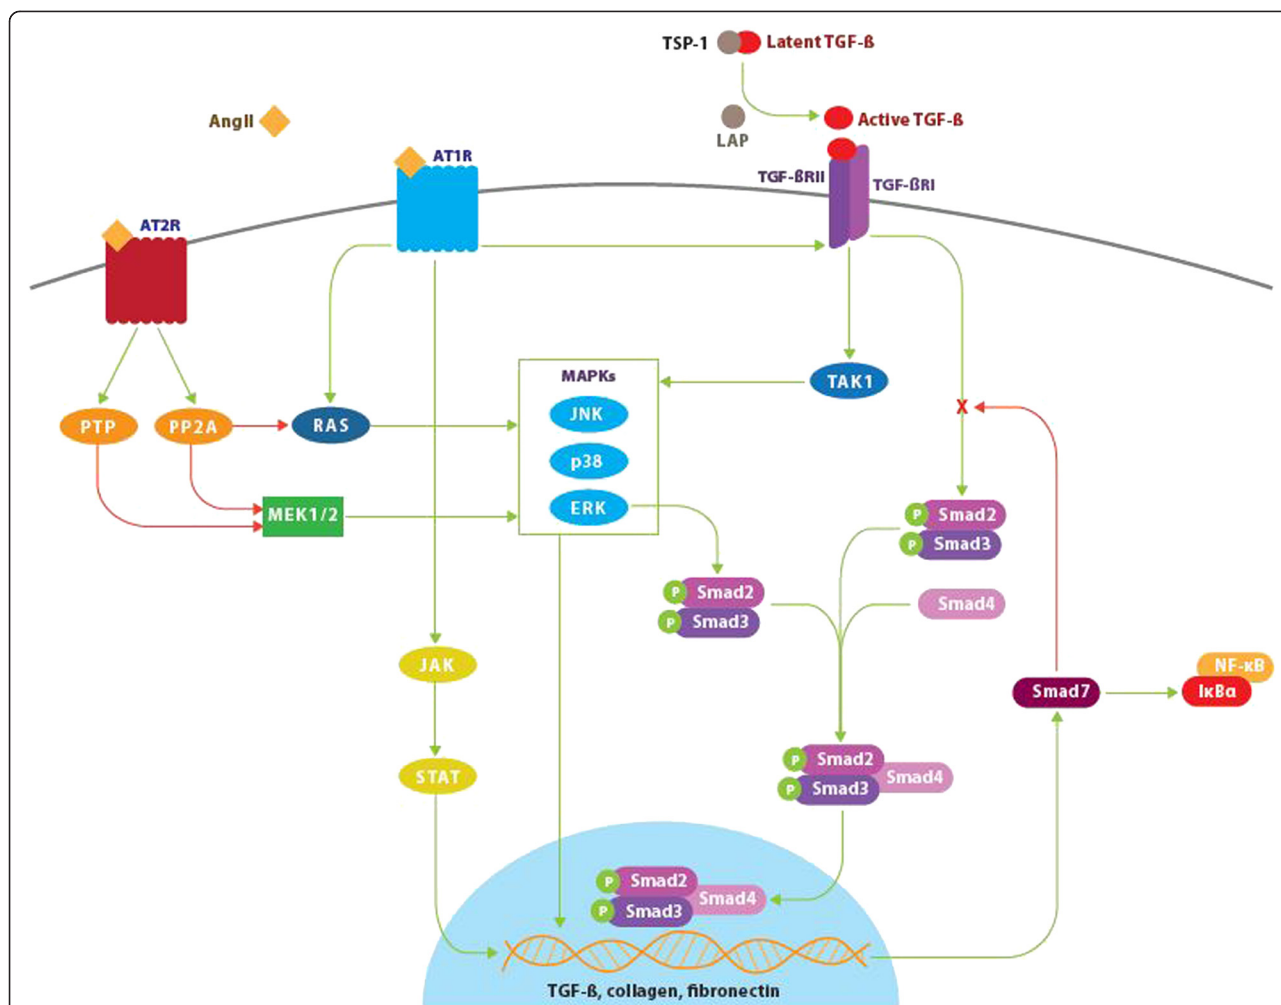 TSP-1
Latent TGF-ß
AngII
LAP
Active TGF-ß
AT1R
TGF-ßRII
TGF-ßRI
AT2R
MAPKs
TAK1
JNK
X
PTP
PP2A
RAS
p38
ERK
MEK1/2
P
Smad2
P
Smad3
P
Smad2
P
Smad3
Smad4
JAK
NF-κB
Smad7
IκBα
STAT
P
Smad2
Smad4
P
Smad3
P
Smad2
Smad4
P
Smad3
TGF-ß, collagen, fibronectin